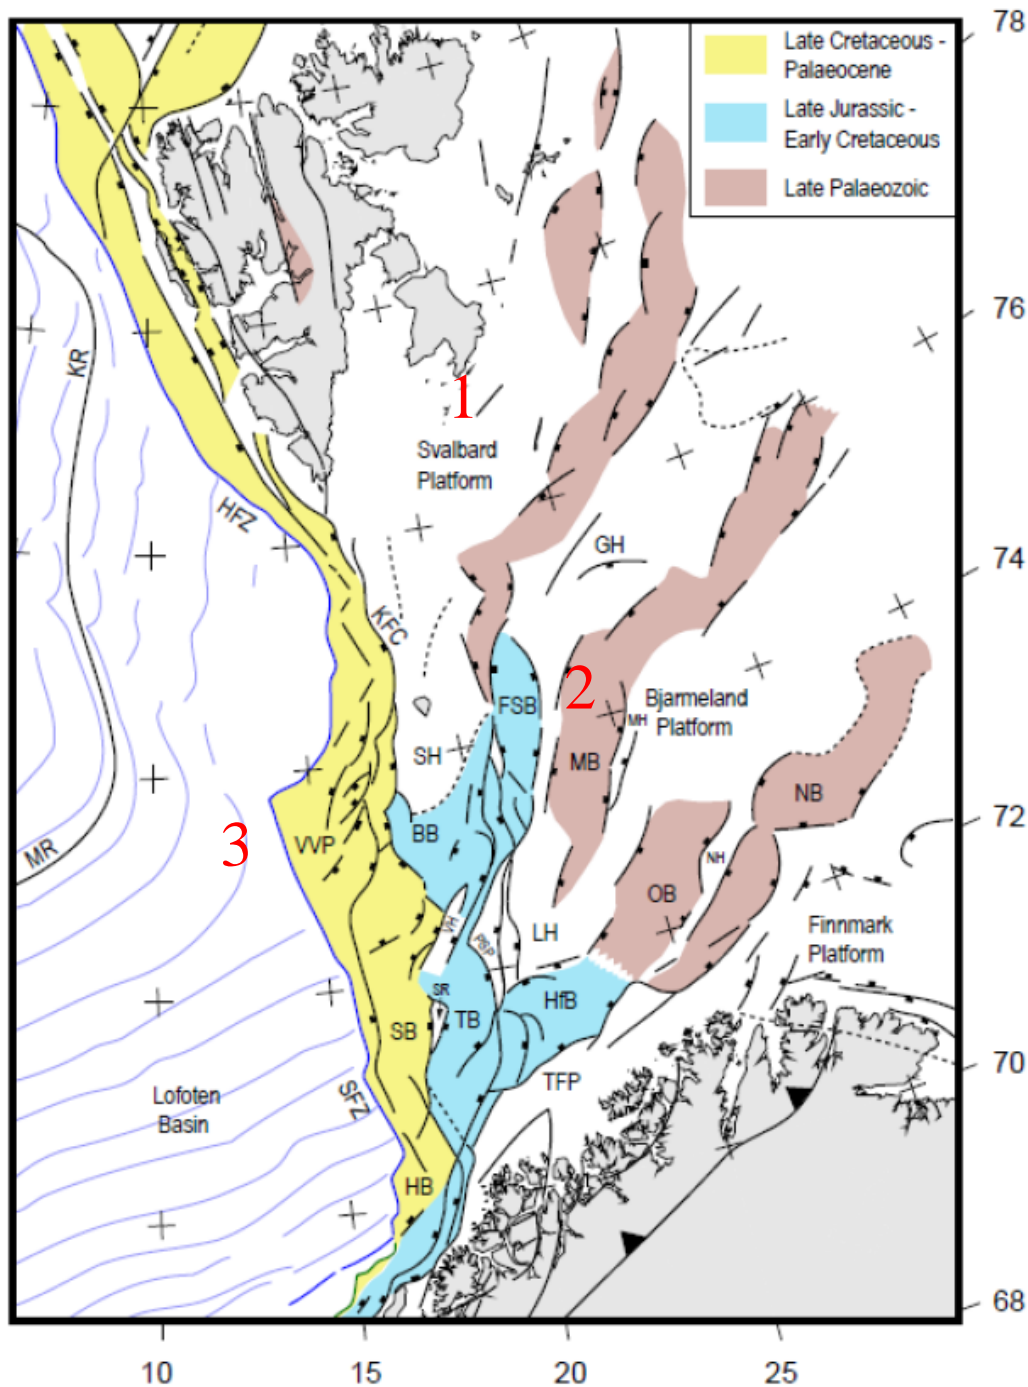 78
Late Cretaceous -
Palaeocene
Late Jurassic -
Early Cretaceous
Late Palaeozoic
76
KR
1
Svalbard
Platform
HFZ
GH
74
KFC
2
FSB
Bjarmeland
Platform
MH
SH
MB
NB
72
3
VVP
BB
MR
NH
OB
VH
PSP
LH
Finnmark
Platform
SR
HfB
SB
TB
70
TFP
Lofoten
Basin
SFZ
HB
68
10
15
20
25